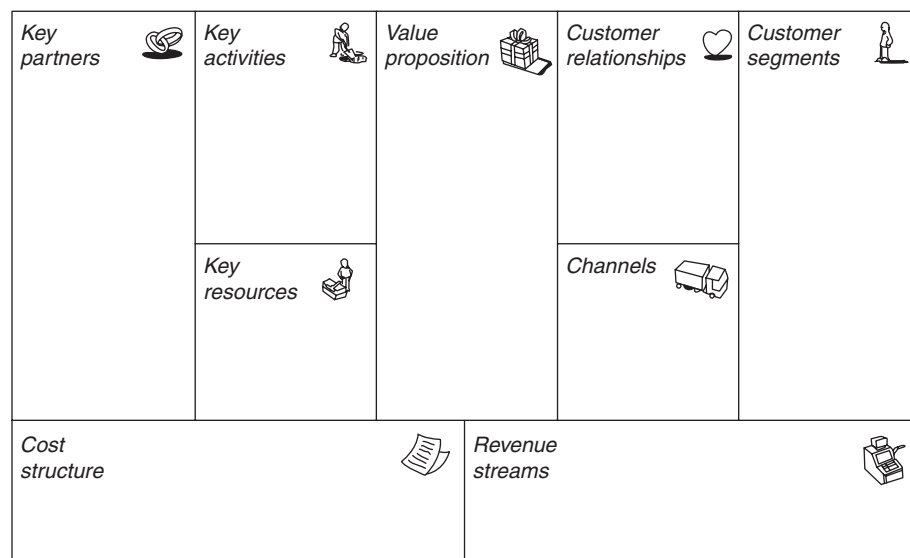 Key
partners
Key
activities
Value
proposition
Customer
relationships
Customer
segments
Key
resources
Channels
Cost
structure
Revenue
streams